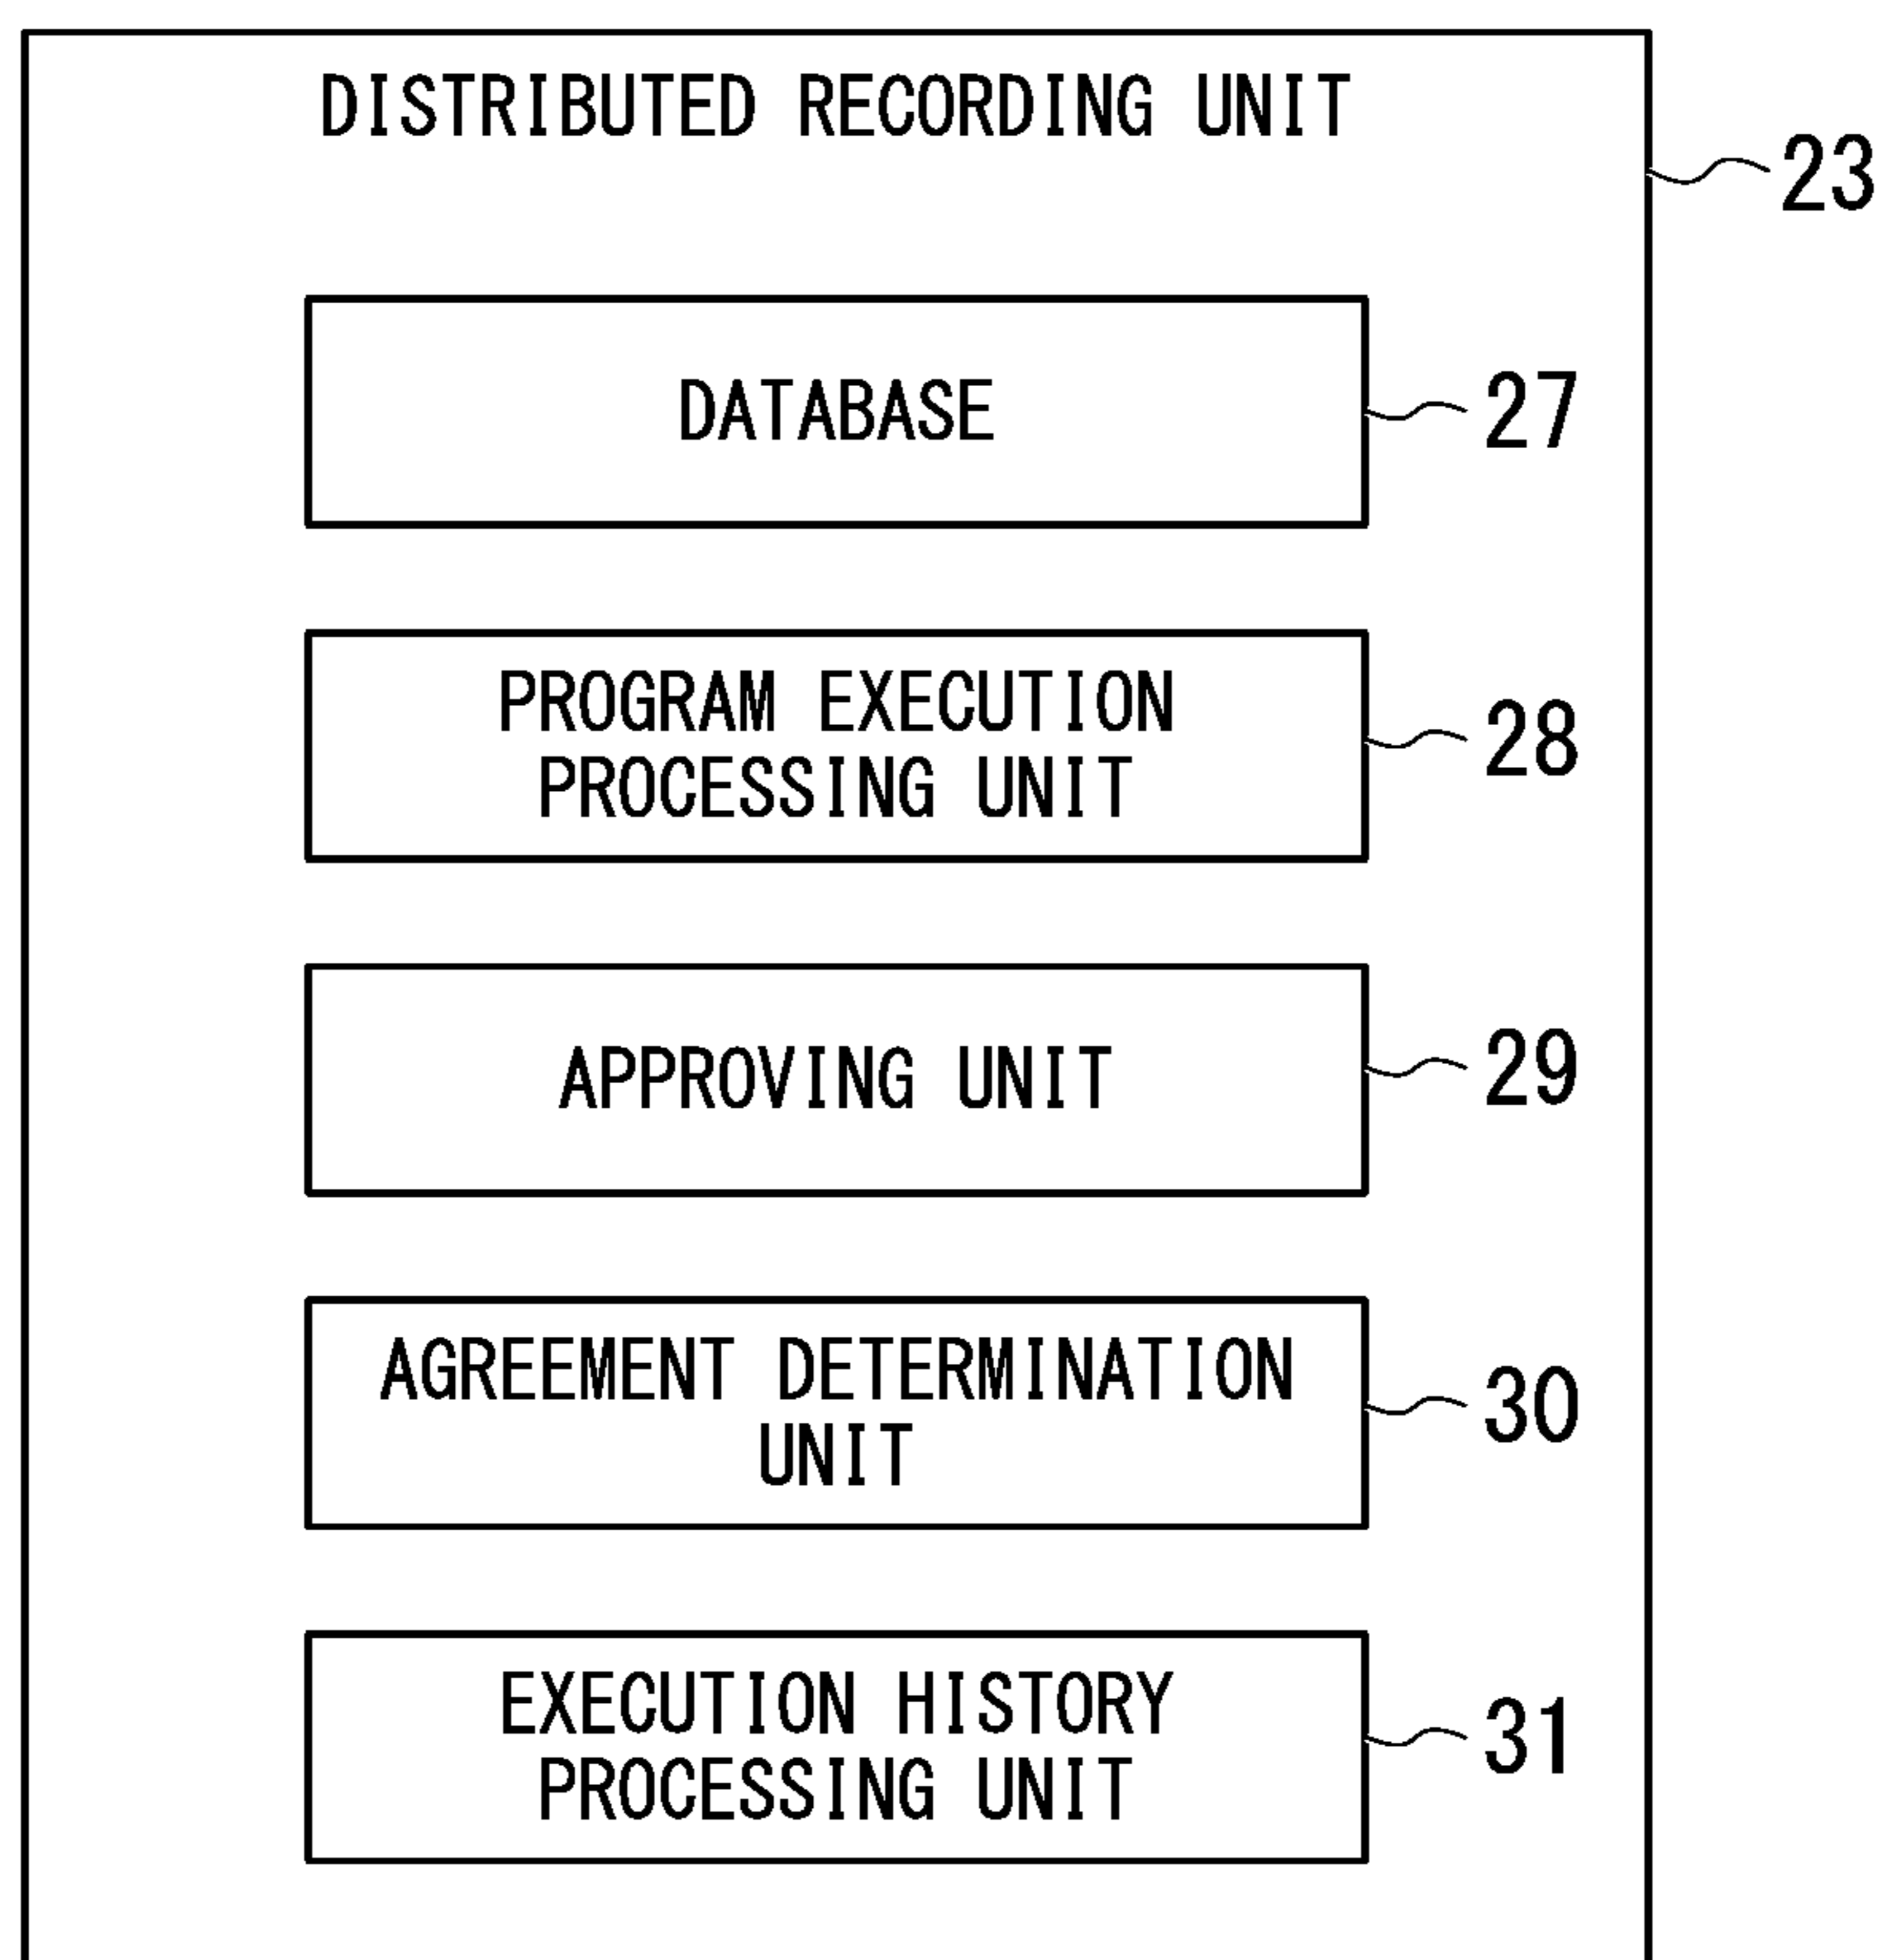 DISTRIBUTED RECORDING UNIT
23
DATABASE
27
PROGRAM EXECUTION
PROCESSING UNIT
28
APPROVING UNIT
29
AGREEMENT DETERMINATION
UNIT
30
EXECUTION HISTORY
PROCESSING UNIT
31